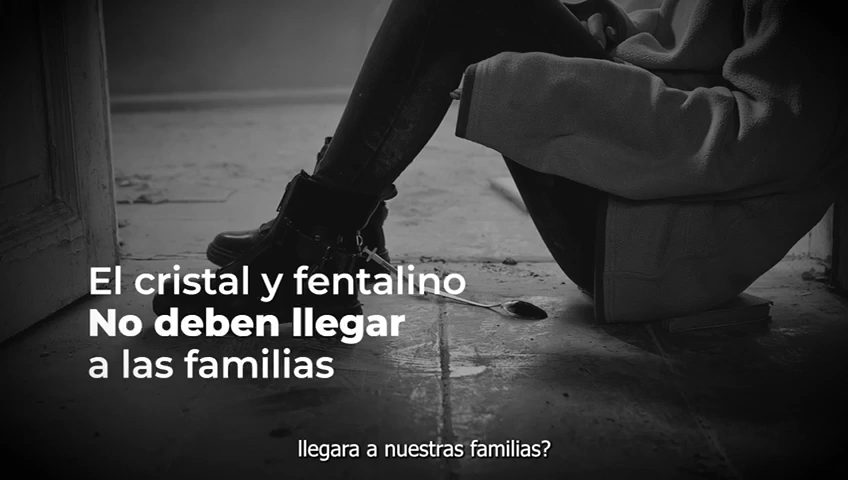 El cristal y fentalino
No deben llegar
a las familias
llegara a nuestras familias?